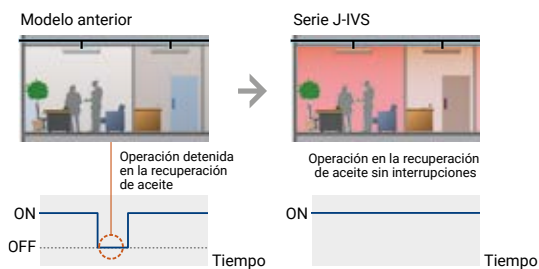 Modelo anterior
Serie J-IVS
Operación detenida
en la recuperación
de aceite
Operación en la recuperación
de aceite sin interrupciones
ON
OFF
Tiempo
ON
Tiempo